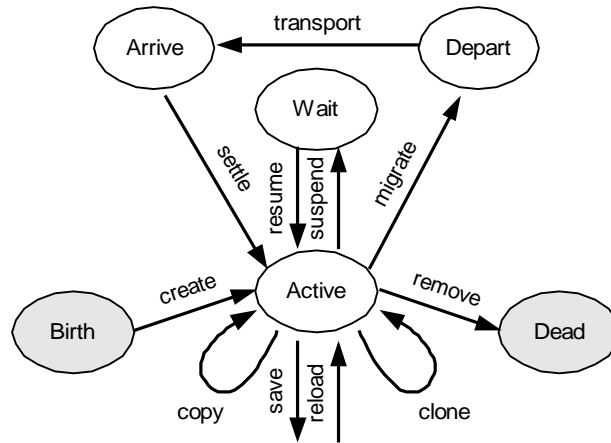 transport
Arrive
Depart
Wait
settle
resume
suspend
migrate
create
Active
remove
Birth
Dead
copy
save
reload
clone